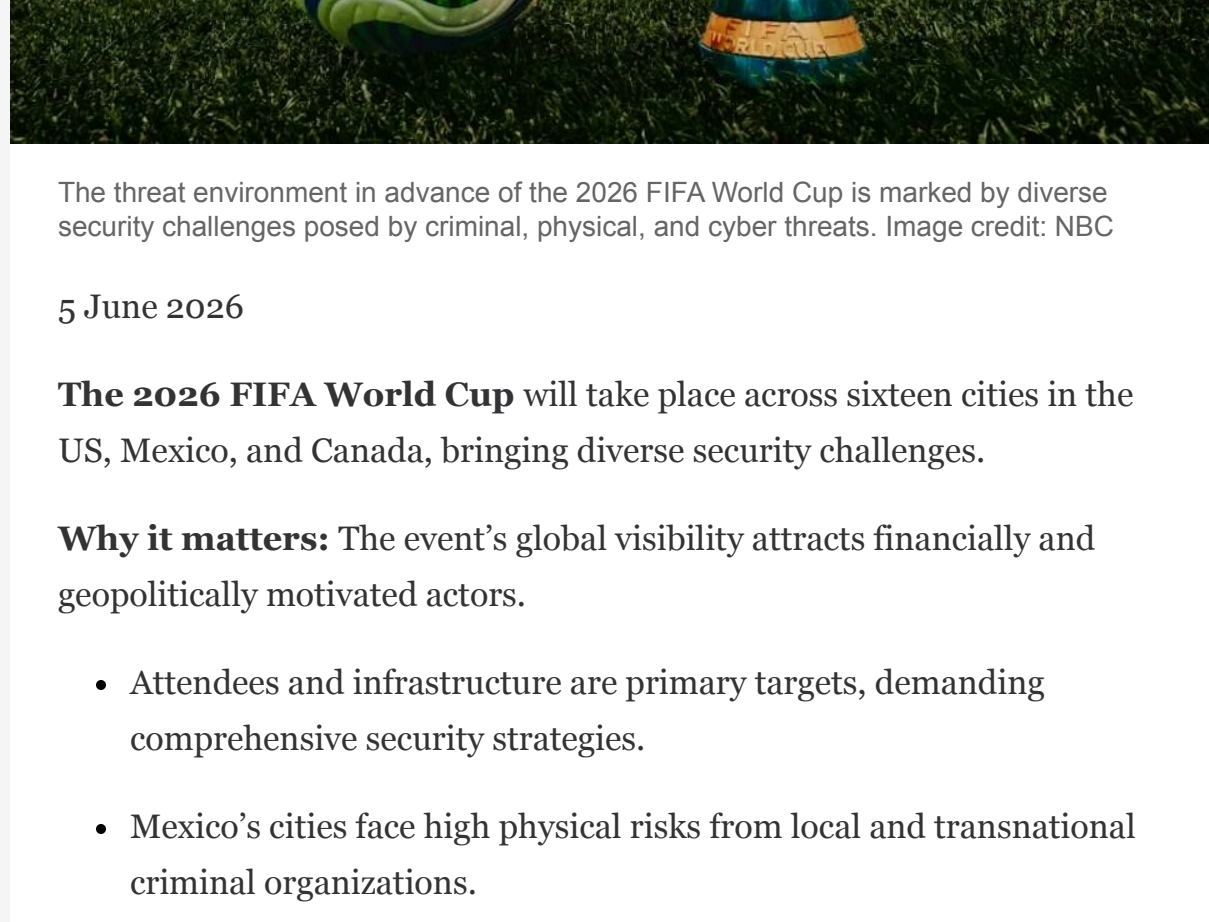 FIFA
WORLD CUP
The threat environment in advance of the 2026 FIFA World Cup is marked by diverse
security challenges posed by criminal, physical, and cyber threats. Image credit: NBC
5 June 2026
The 2026 FIFA World Cup will take place across sixteen cities in the
US, Mexico, and Canada, bringing diverse security challenges.
Why it matters: The event’s global visibility attracts financially and
geopolitically motivated actors.
• Attendees and infrastructure are primary targets, demanding
comprehensive security strategies.
• Mexico’s cities face high physical risks from local and transnational
criminal organizations.